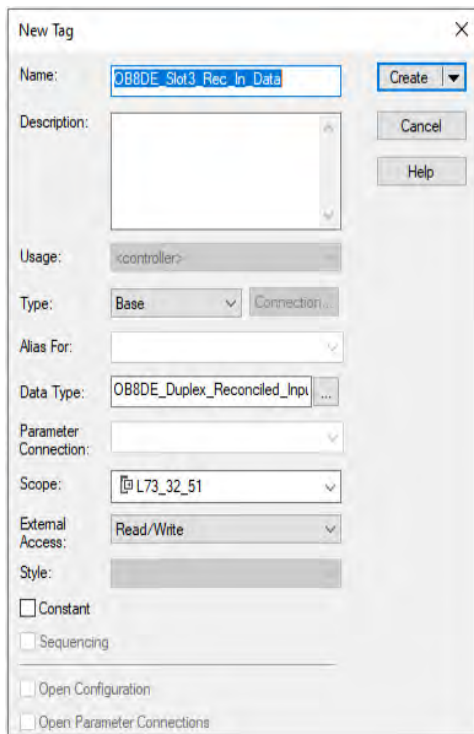 New Tag
Name: OB8DE_Slot3_Rec_In_Data Create
Description: Cancel
Help
Usage: <controller>
Type: Base Connection...
Alias For:
Data Type: OB8DE_Duplex_Reconciled_Inpu ...
Parameter
Connection:
Scope: L73_32_51
External
Access: Read/Write
Style:
Constant
Sequencing
Open Configuration
Open Parameter Connections